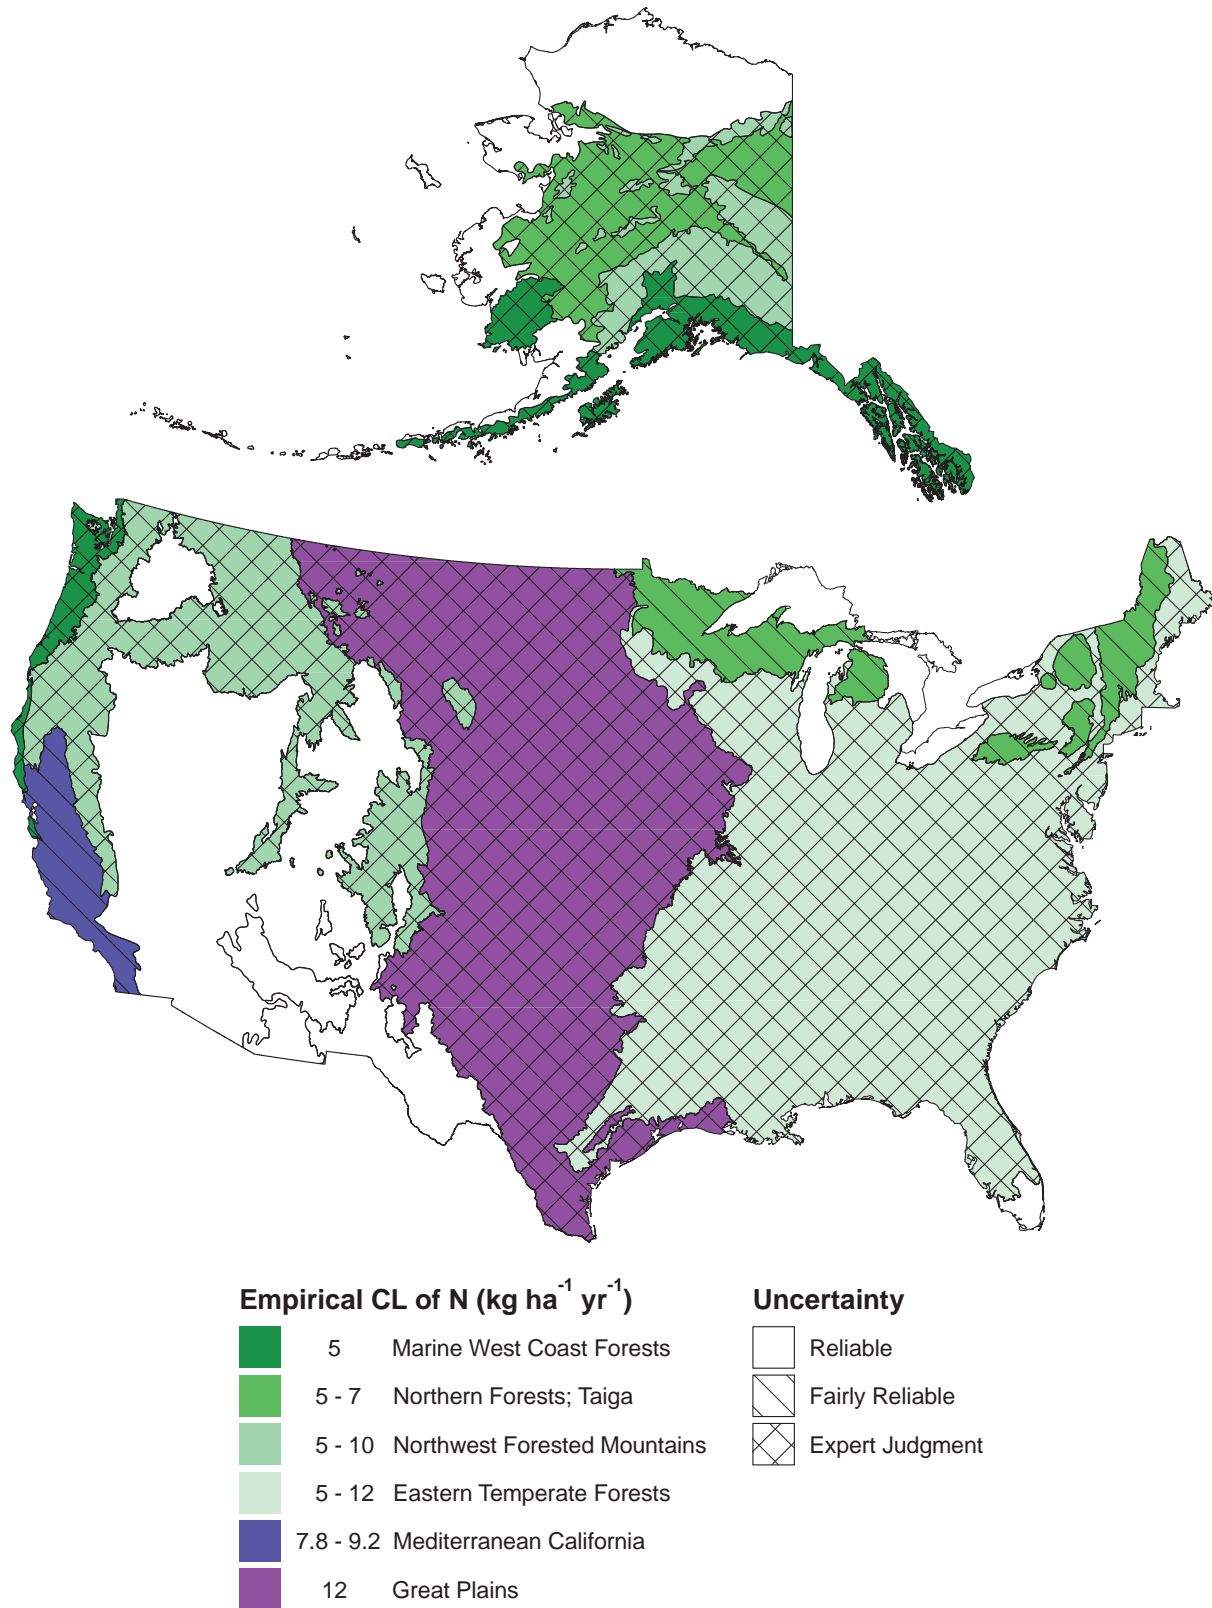 Empirical CL of N (kg ha-1 yr-1)
5 Marine West Coast Forests
5 - 7 Northern Forests; Taiga
5 - 10 Northwest Forested Mountains
5 - 12 Eastern Temperate Forests
7.8 - 9.2 Mediterranean California
12 Great Plains
Uncertainty
Reliable
Fairly Reliable
Expert Judgment